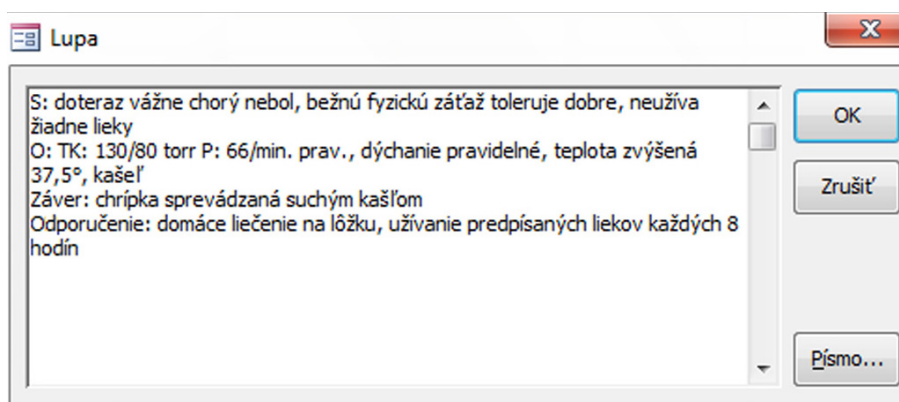 Lupa
S: doteraz vážne chorý nebol, bežnú fyzickú záťaž toleruje dobre, neužíva
žiadne lieky
O: TK: 130/80 torr P: 66/min. prav., dýchanie pravidelné, teplota zvýšená
37,5°, kašeľ
Záver: chrípka sprevádzaná suchým kašľom
Odporučenie: domáce liečenie na lôžku, užívanie predpísaných liekov každých 8
hodín
OK
Zrušiť
Písmo...